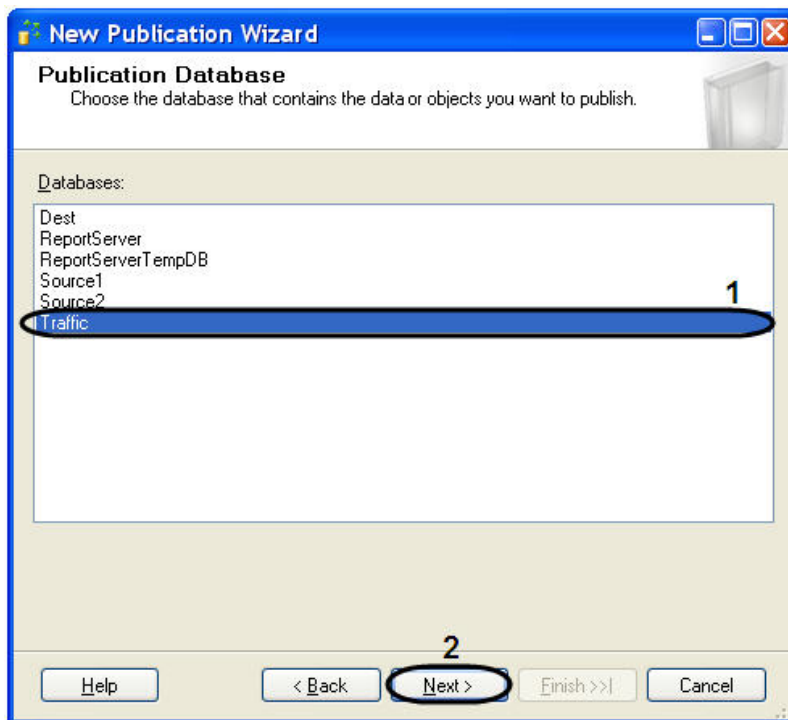 New Publication Wizard
Publication Database
Choose the database that contains the data or objects you want to publish.
Databases:
Dest
ReportServer
ReportServerTempDB
Source1
Source2
1
Traffic
2
Help
< Back
Next >
Finish >>|
Cancel